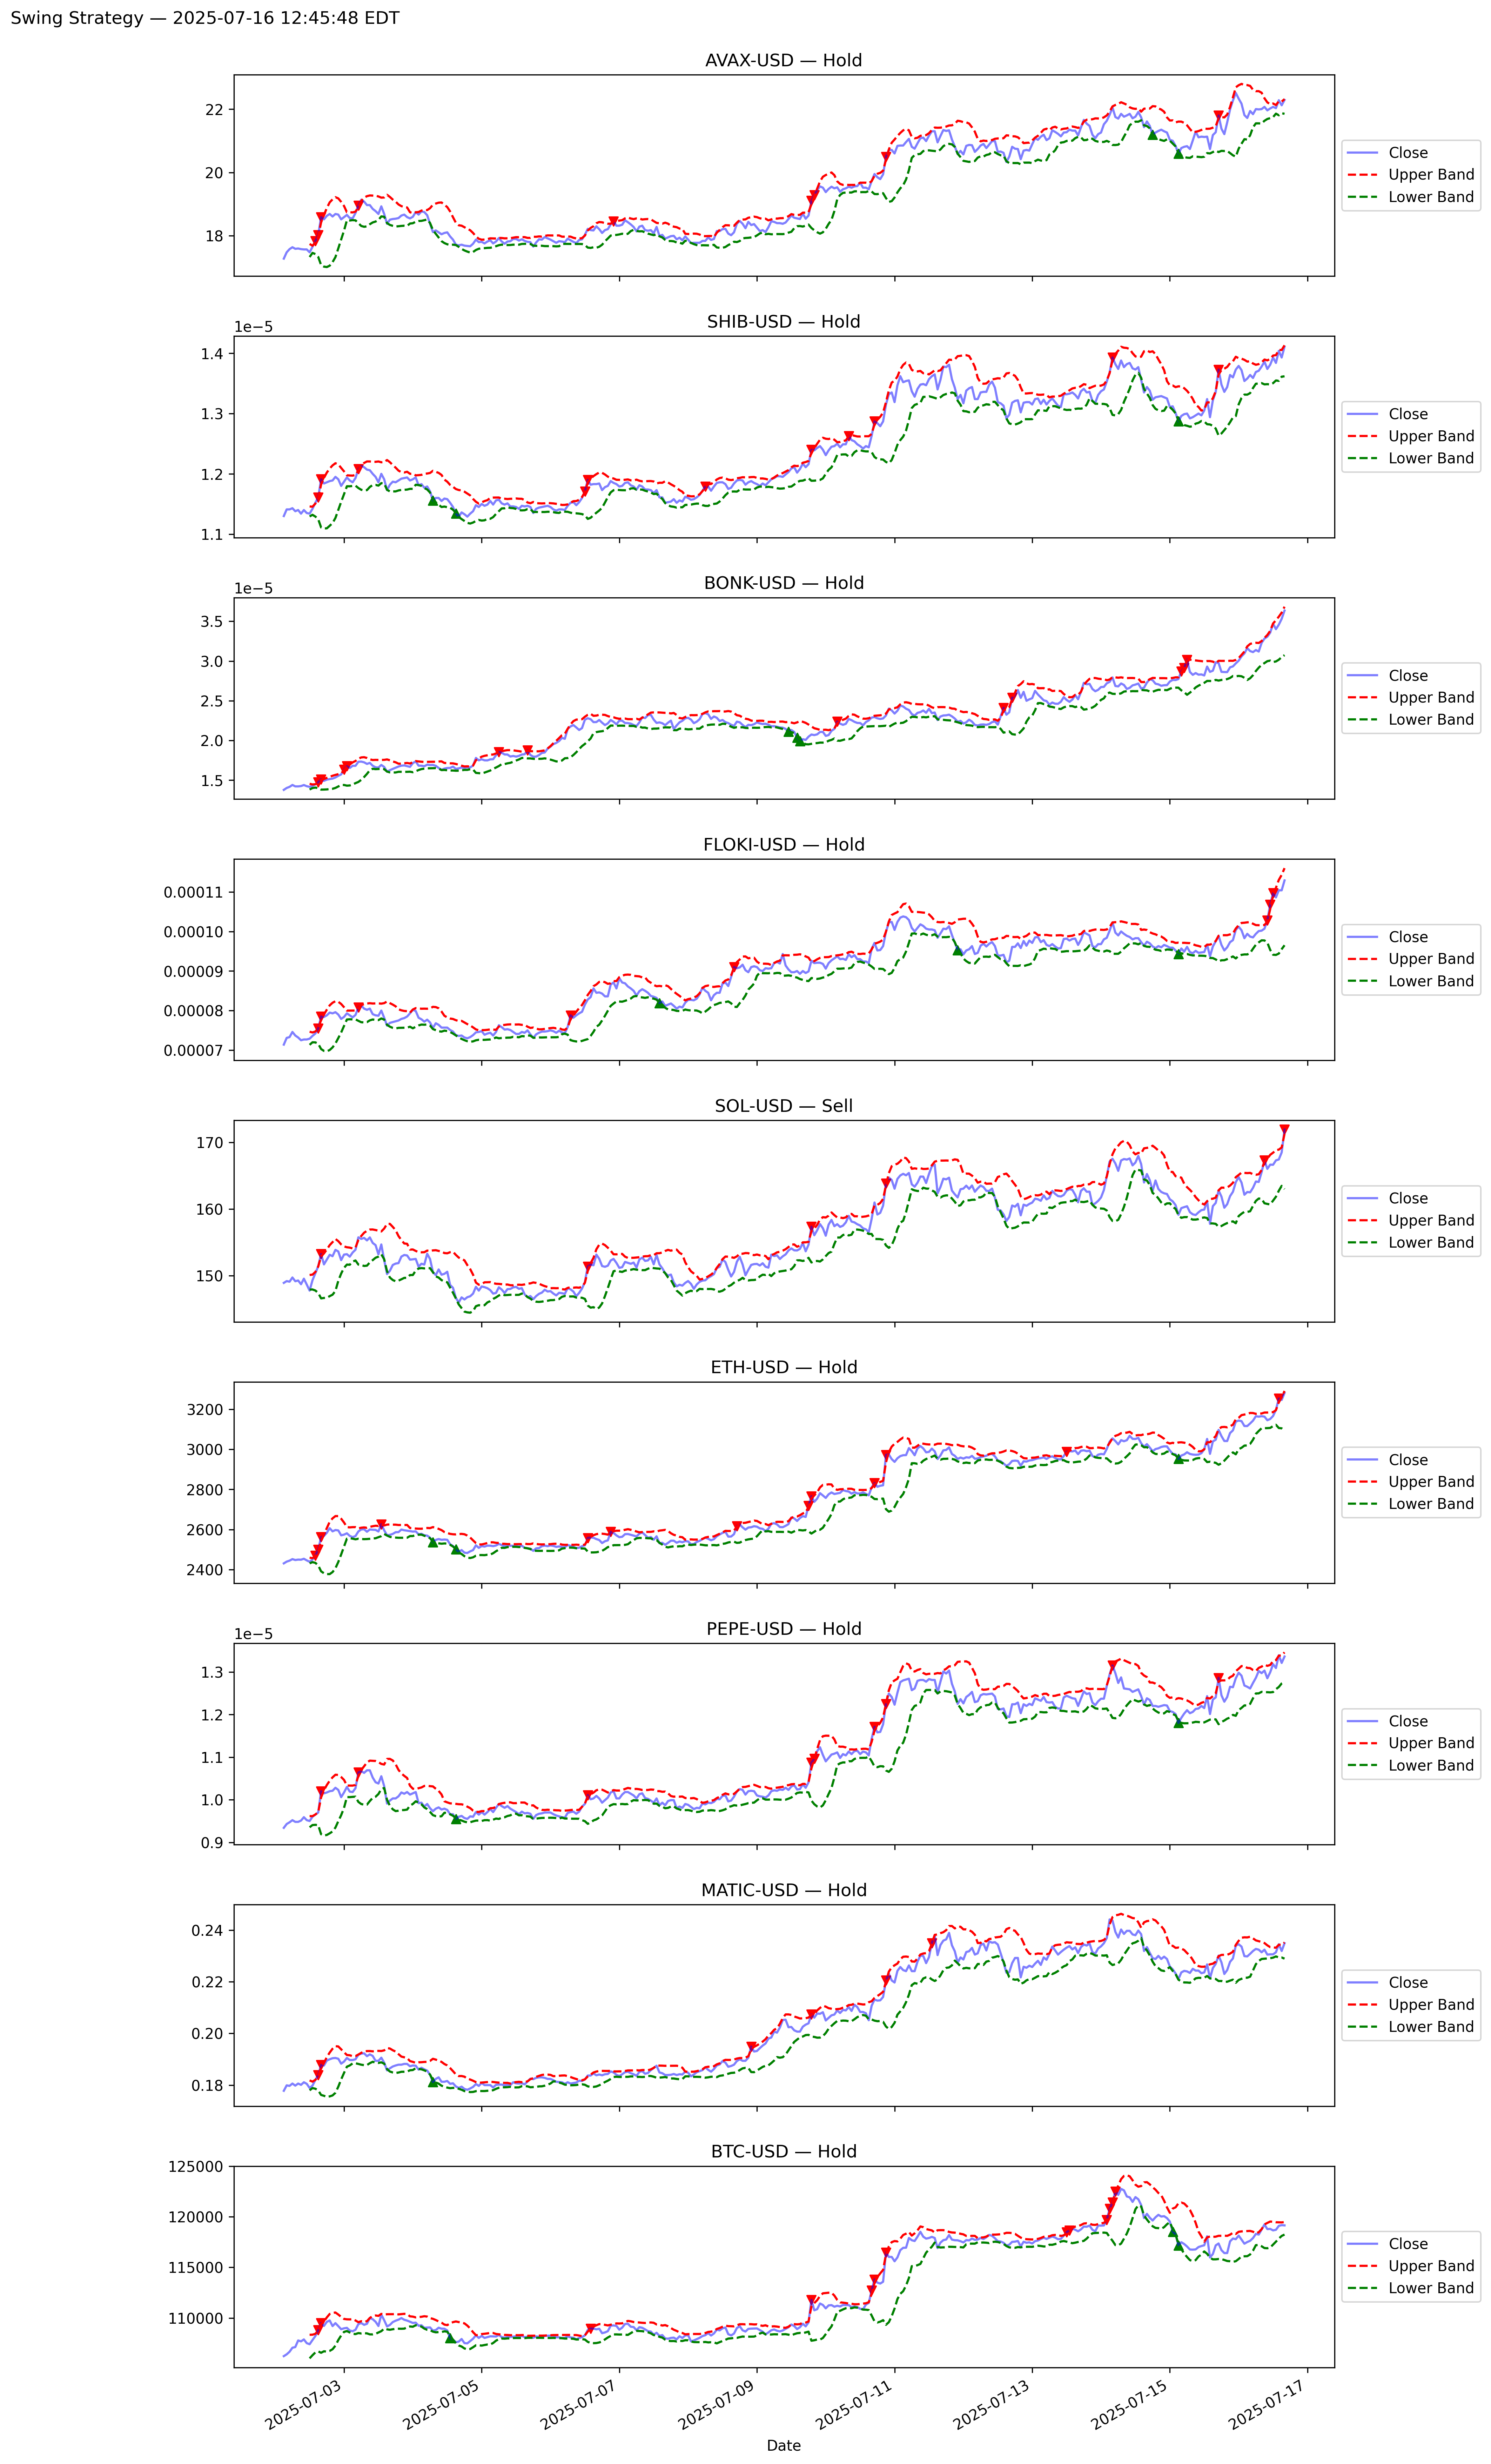 Swing Strategy — 2025-07-16 12:45:48 EDT
AVAX-USD — Hold
22
20
18
Close
Upper Band
Lower Band
SHIB-USD — Hold
1e−5
1.4
1.3
1.2
1.1
Close
Upper Band
Lower Band
BONK-USD — Hold
1e−5
3.5
3.0
2.5
2.0
1.5
Close
Upper Band
Lower Band
FLOKI-USD — Hold
0.00011
0.00010
0.00009
0.00008
0.00007
Close
Upper Band
Lower Band
SOL-USD — Sell
170
160
150
Close
Upper Band
Lower Band
ETH-USD — Hold
3200
3000
2800
2600
2400
Close
Upper Band
Lower Band
PEPE-USD — Hold
1e−5
1.3
1.2
1.1
1.0
0.9
Close
Upper Band
Lower Band
MATIC-USD — Hold
0.24
0.22
0.20
0.18
Close
Upper Band
Lower Band
BTC-USD — Hold
125000
120000
115000
110000
Close
Upper Band
Lower Band
2025-07-03
2025-07-05
2025-07-07
2025-07-09
2025-07-11
2025-07-13
2025-07-15
2025-07-17
Date